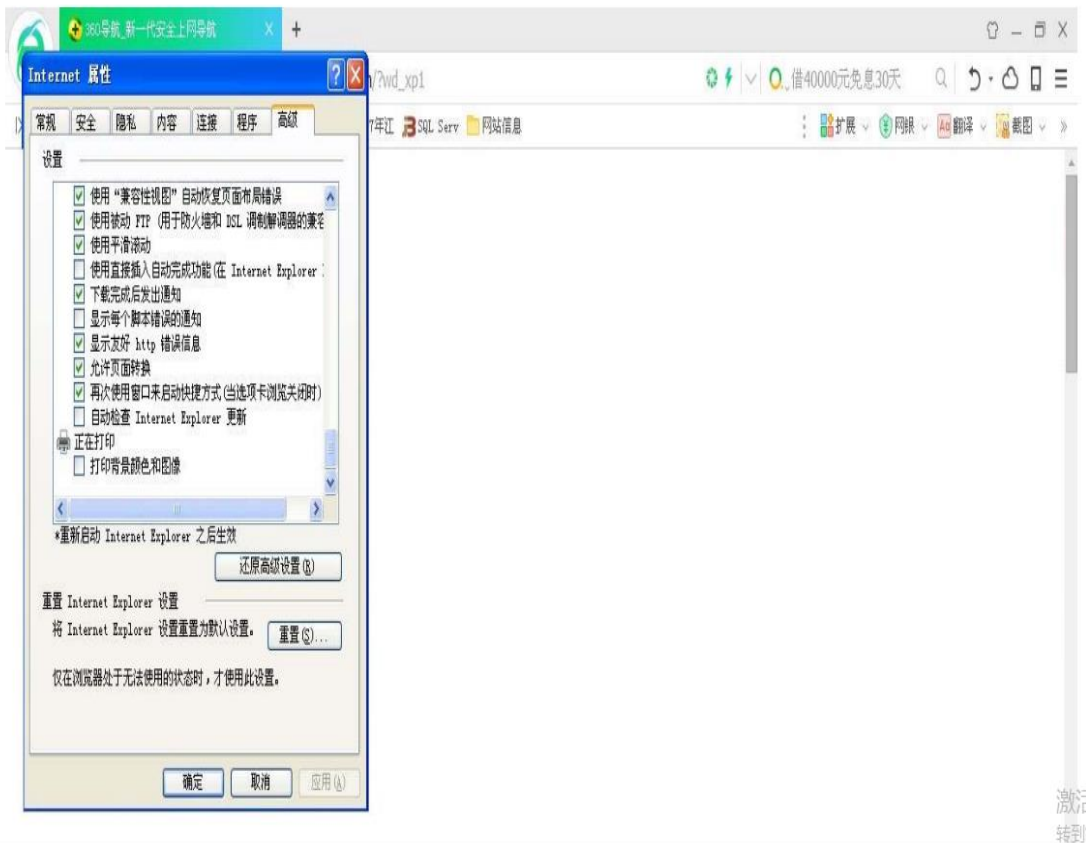 360导航_新一代安全上网导航 X +
Internet 属性
/?wd_xp1
借40000元免息30天
常规 安全 隐私 内容 连接 程序 高级
7年江 SQL Serv 网站信息
扩展 网银 翻译 截图 »
设置
使用“兼容性视图”自动恢复页面布局错误
使用被动 FTP (用于防火墙和 DSL 调制解调器的兼容
使用平滑滚动
使用直接插入自动完成功能(在 Internet Explorer
下载完成后发出通知
显示每个脚本错误的通知
显示友好 http 错误信息
允许页面转换
再次使用窗口来启动快捷方式(当选项卡浏览关闭时)
自动检查 Internet Explorer 更新
正在打印
打印背景颜色和图像
*重新启动 Internet Explorer 之后生效
还原高级设置(R)
重置 Internet Explorer 设置
将 Internet Explorer 设置重置为默认设置。
重置(S)...
仅在浏览器处于无法使用的状态时，才使用此设置。
确定 取消 应用(A)
激活
转到